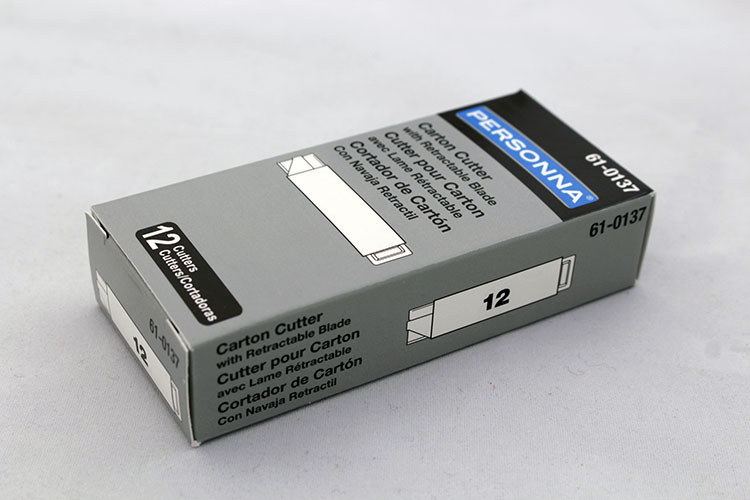 PERSONNA®
61-0137
Carton Cutter
with Retractable Blade
Cutter pour Carton
avec Lame Rétractable
Cortador de Cartón
Con Navaja Retractil
12 Cutters
Cutters/Cortadoras
61-0137
12
Carton Cutter
with Retractable Blade
Cutter pour Carton
avec Lame Rétractable
Cortador de Cartón
Con Navaja Retractil
61-0137
12